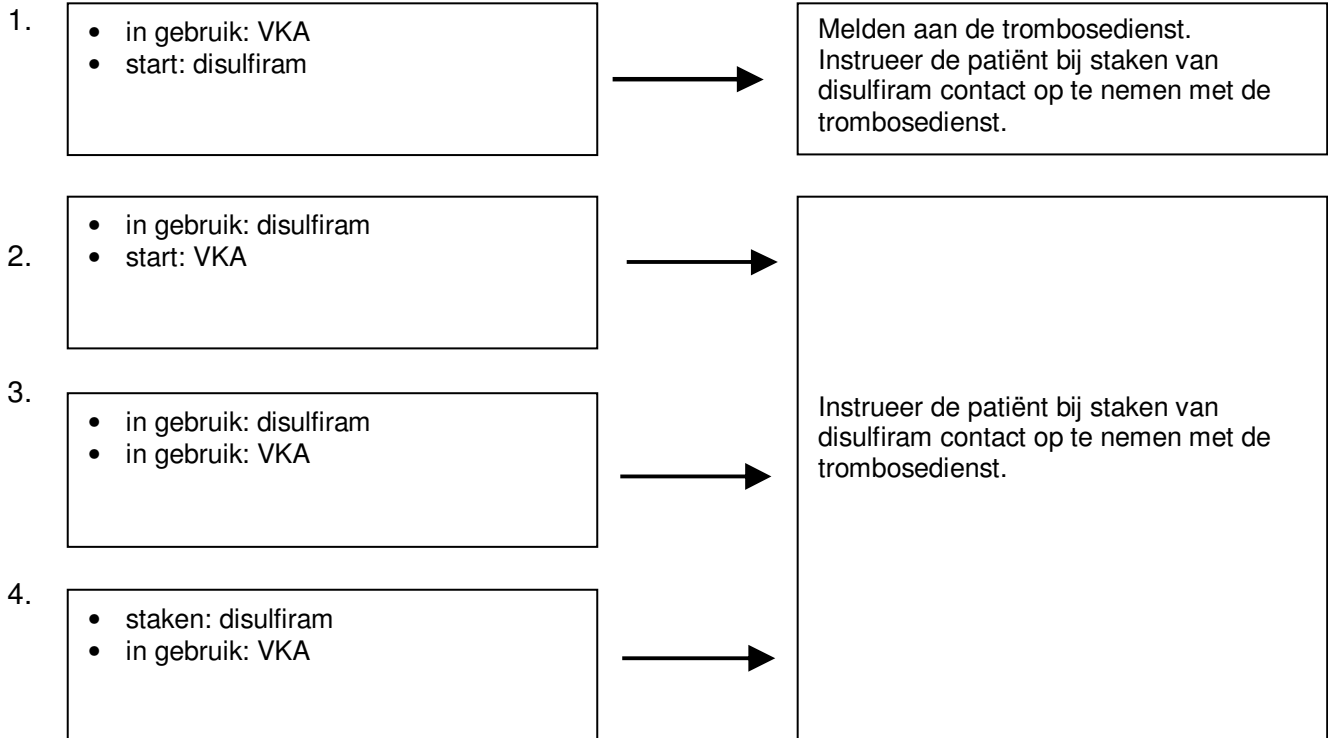 1.
• in gebruik: VKA
• start: disulfiram
Melden aan de trombosedienst.
Instrueer de patiënt bij staken van
disulfiram contact op te nemen met de
trombosedienst.
2.
• in gebruik: disulfiram
• start: VKA
3.
• in gebruik: disulfiram
• in gebruik: VKA
Instrueer de patiënt bij staken van
disulfiram contact op te nemen met de
trombosedienst.
4.
• staken: disulfiram
• in gebruik: VKA